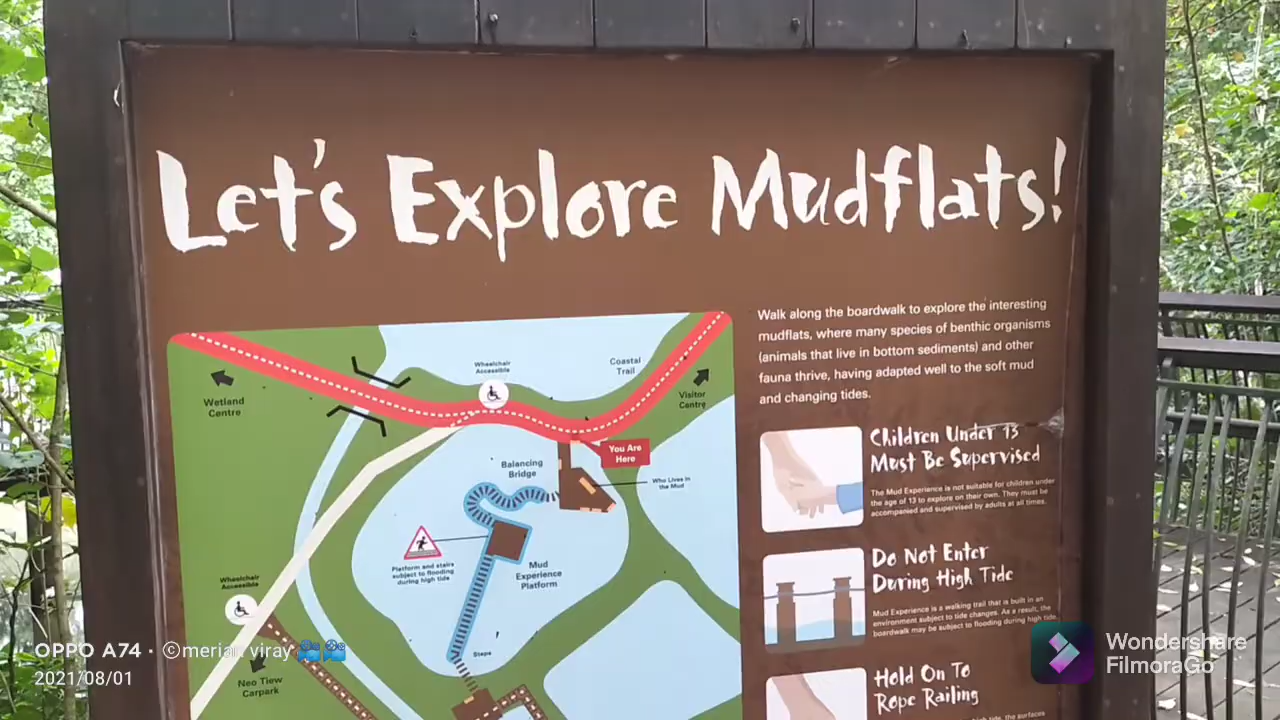 Let's Explore Mudflats!
Walk along the boardwalk to explore the interesting
mudflats, where many species of benthic organisms
(animals that live in bottom sediments) and other
fauna thrive, having adapted well to the soft mud
and changing tides.
Wetland
Centre
Wheelchair
Accessible
Coastal
Trail
Visitor
Centre
You Are
Here
Balancing
Bridge
Who Lives in
the Mud
Platform and stairs
subject to flooding
during high tide
Mud
Experience
Platform
Wheelchair
Accessible
Neo Tiew
Carpark
Steps
Children Under 13
Must Be Supervised
The Mud Experience is not suitable for children under
the age of 13 to explore on their own. They must be
accompanied and supervised by adults at all times.
Do Not Enter
During High Tide
Mud Experience is a walking trail that is built in an
environment subject to tide changes. As a result, the
boardwalk may be subject to flooding during high tide.
Hold On To
Rope Railing
tide, the surfaces
OPPO A74 · ©merian viray
2021/08/01
Wondershare
FilmoraGo